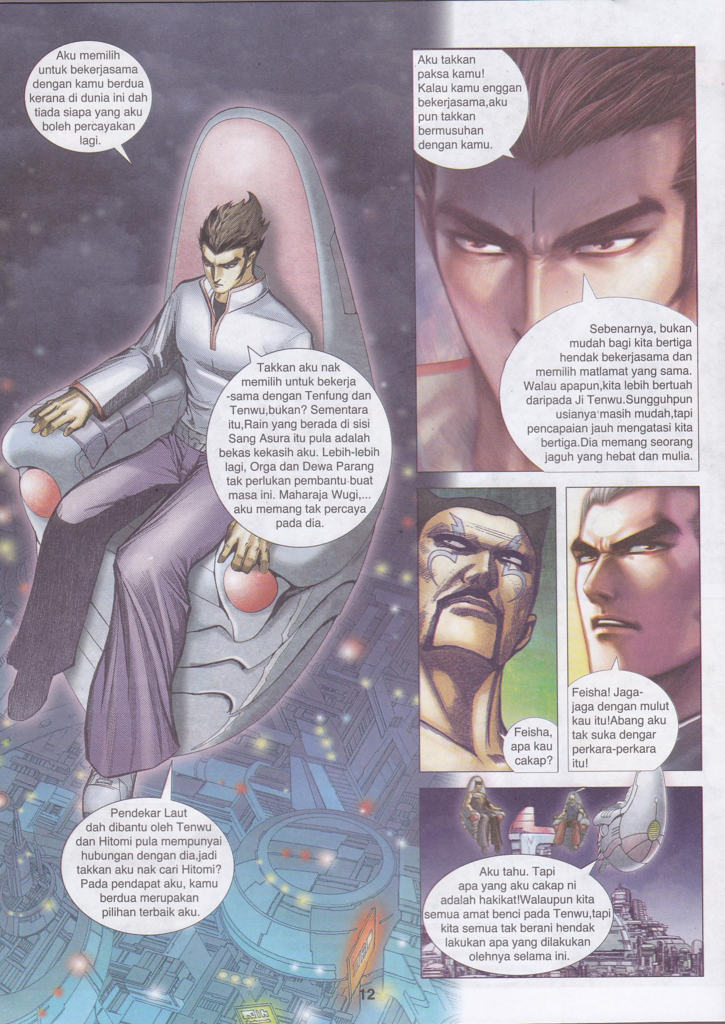 Aku memilih
untuk bekerjasama
dengan kamu berdua
kerana di dunia ini dah
tiada siapa yang aku
boleh percayakan
lagi.
Takkan aku nak
memilih untuk bekerja
-sama dengan Tenfung dan
Tenwu,bukan? Sementara
itu,Rain yang berada di sisi
Sang Asura itu pula adalah
bekas kekasih aku. Lebih-lebih
lagi, Orga dan Dewa Parang
tak perlukan pembantu buat
masa ini. Maharaja Wugi,...
aku memang tak percaya
pada dia.
Pendekar Laut
dah dibantu oleh Tenwu
dan Hitomi pula mempunyai
hubungan dengan dia,jadi
takkan aku nak cari Hitomi?
Pada pendapat aku, kamu
berdua merupakan
pilihan terbaik aku.
Aku takkan
paksa kamu!
Kalau kamu enggan
bekerjasama,aku
pun takkan
bermusuhan
dengan kamu.
Sebenarnya, bukan
mudah bagi kita bertiga
hendak bekerjasama dan
memilih matlamat yang sama.
Walau apapun,kita lebih bertuah
daripada Ji Tenwu.Sungguhpun
usianya masih mudah,tapi
pencapaian jauh mengatasi kita
bertiga.Dia memang seorang
jaguh yang hebat dan mulia.
Feisha,
apa kau
cakap?
Feisha! Jaga-
jaga dengan mulut
kau itu!Abang aku
tak suka dengar
perkara-perkara
itu!
Aku tahu. Tapi
apa yang aku cakap ni
adalah hakikat!Walaupun kita
semua amat benci pada Tenwu,tapi
kita semua tak berani hendak
lakukan apa yang dilakukan
olehnya selama ini.
12